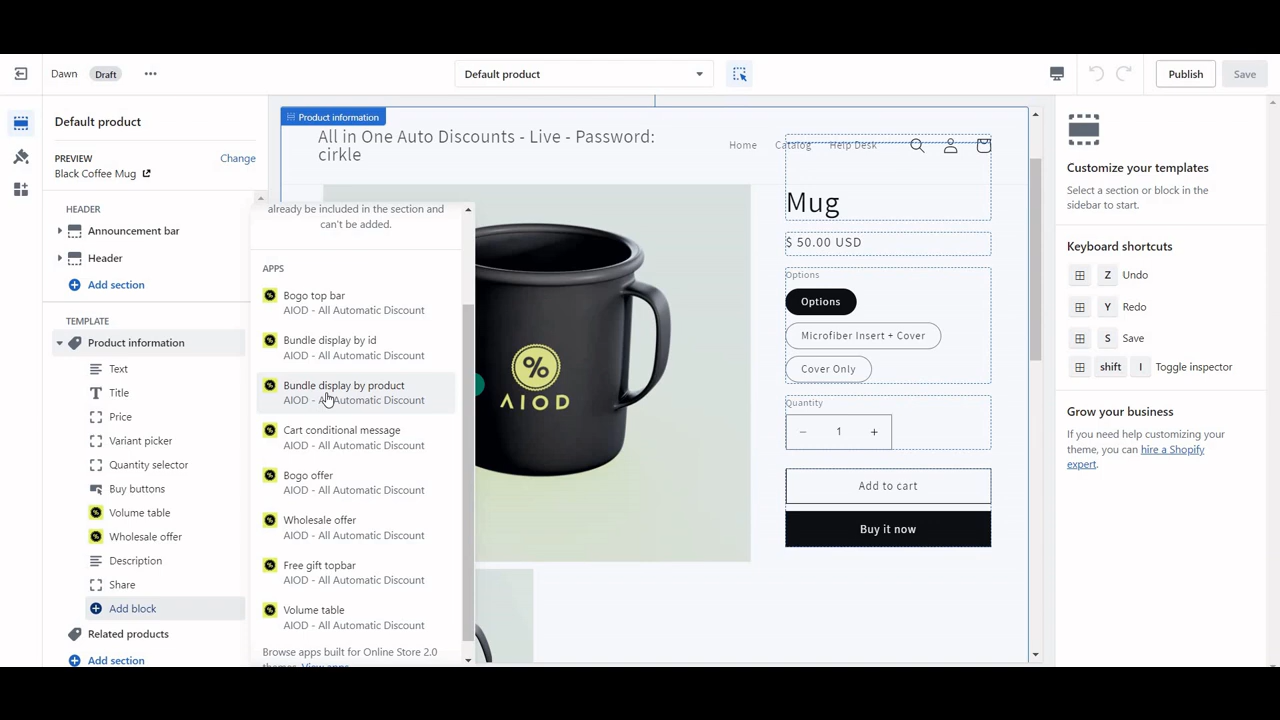 Dawn
Draft
Default product
Publish
Save
Default product
PREVIEW
Change
Black Coffee Mug
HEADER
Announcement bar
Header
Add section
TEMPLATE
Product information
Text
Title
Price
Variant picker
Quantity selector
Buy buttons
Volume table
Wholesale offer
Description
Share
Add block
Related products
Add section
already be included in the section and
can't be added.
APPS
Bogo top bar
AIOD - All Automatic Discount
Bundle display by id
AIOD - All Automatic Discount
Bundle display by product
AIOD - All Automatic Discount
Cart conditional message
AIOD - All Automatic Discount
Bogo offer
AIOD - All Automatic Discount
Wholesale offer
AIOD - All Automatic Discount
Free gift topbar
AIOD - All Automatic Discount
Volume table
AIOD - All Automatic Discount
Browse apps built for Online Store 2.0
themes. View apps
Product information
All in One Auto Discounts - Live - Password:
cirkle
Home Catalog Help Desk
%
AIOD
Mug
$ 50.00 USD
Options
Options
Microfiber Insert + Cover
Cover Only
Quantity
− 1 +
Add to cart
Buy it now
Customize your templates
Select a section or block in the
sidebar to start.
Keyboard shortcuts
Z Undo
Y Redo
S Save
shift I Toggle inspector
Grow your business
If you need help customizing your
theme, you can hire a Shopify
expert.